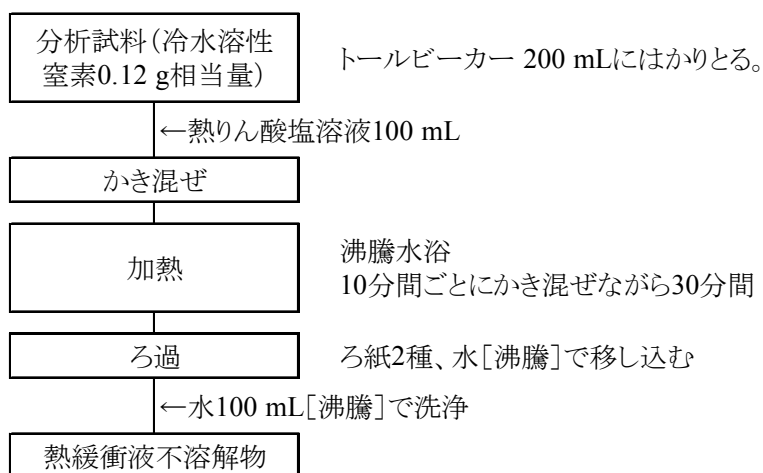 分析試料（冷水溶性
窒素0.12 g相当量）
トールビーカー 200 mLにはかりとる。
←熱りん酸塩溶液100 mL
かき混ぜ
加熱
沸騰水浴
10分間ごとにかき混ぜながら30分間
ろ過
ろ紙2種、水［沸騰］で移し込む
←水100 mL［沸騰］で洗浄
熱緩衝液不溶解物